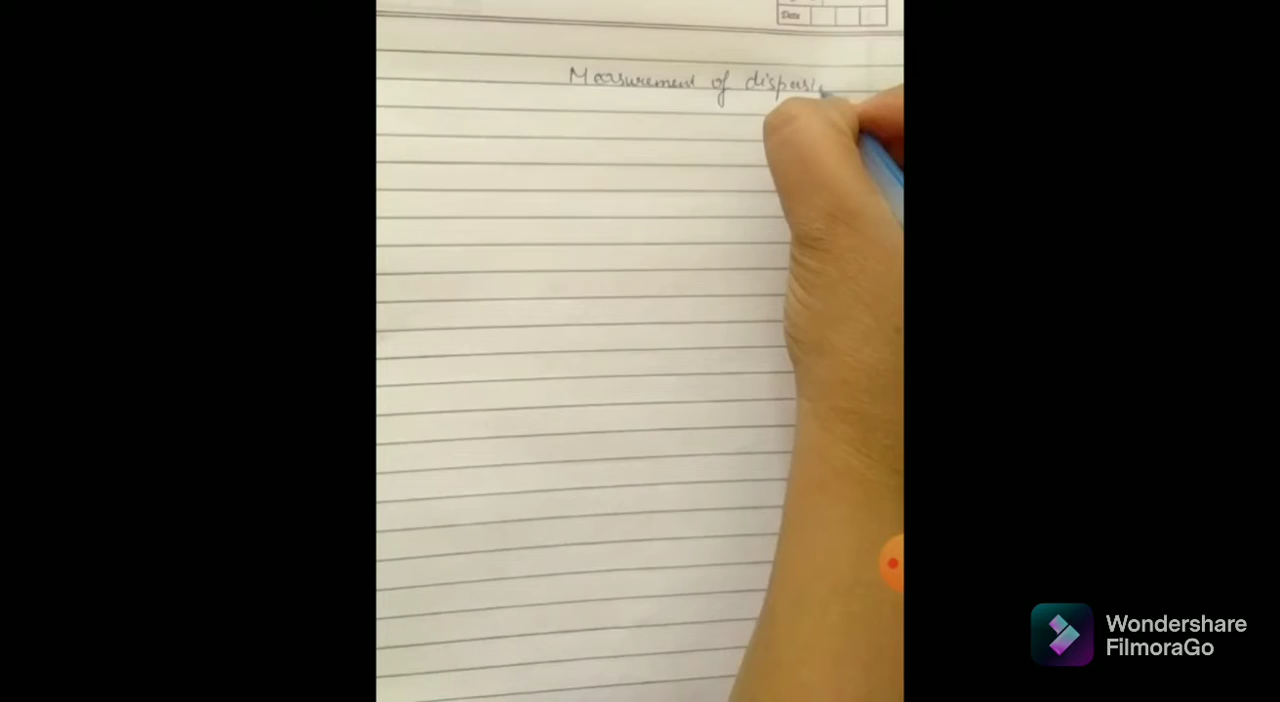 Date
Measurement of dispersi
Wondershare
FilmoraGo